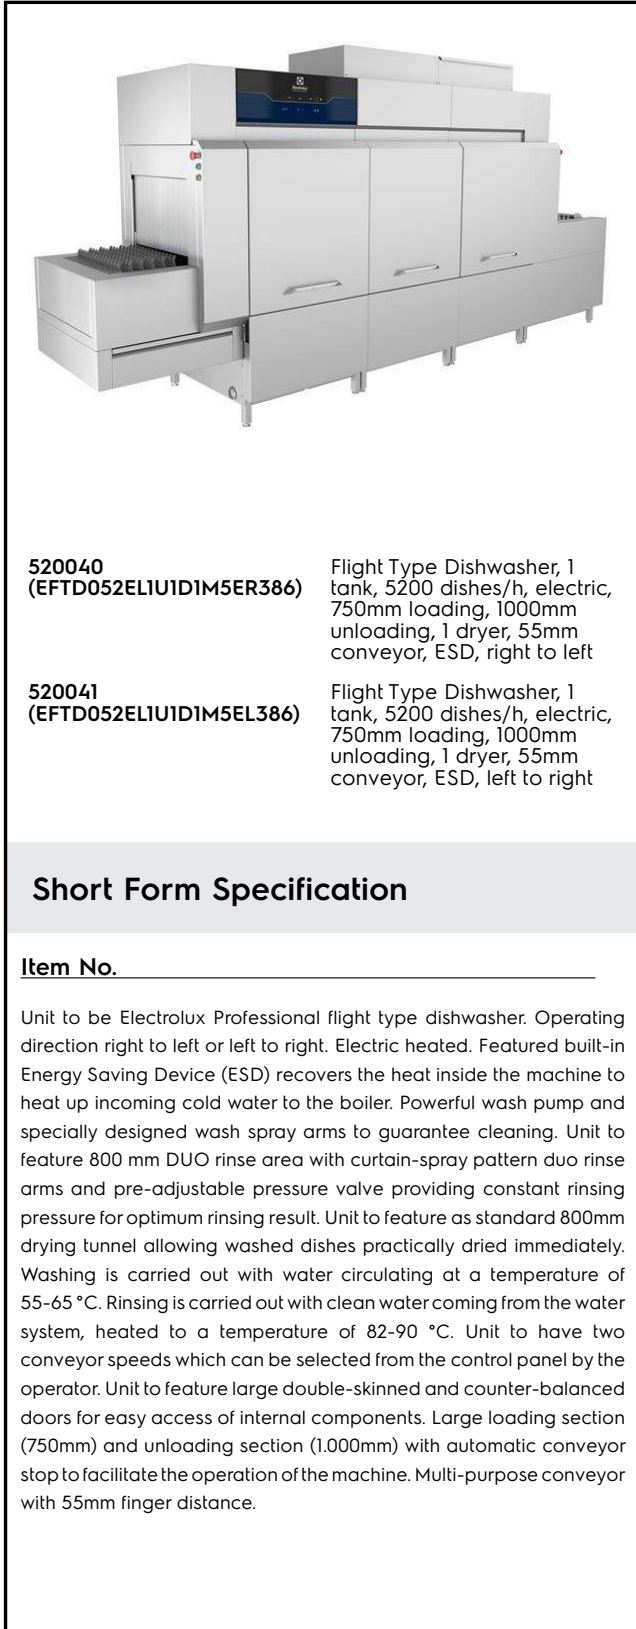 Electrolux
520040
(EFTD052EL1U1D1M5ER386)
Flight Type Dishwasher, 1
tank, 5200 dishes/h, electric,
750mm loading, 1000mm
unloading, 1 dryer, 55mm
conveyor, ESD, right to left
520041
(EFTD052EL1U1D1M5EL386)
Flight Type Dishwasher, 1
tank, 5200 dishes/h, electric,
750mm loading, 1000mm
unloading, 1 dryer, 55mm
conveyor, ESD, left to right
Short Form Specification
Item No.
Unit to be Electrolux Professional flight type dishwasher. Operating
direction right to left or left to right. Electric heated. Featured built-in
Energy Saving Device (ESD) recovers the heat inside the machine to
heat up incoming cold water to the boiler. Powerful wash pump and
specially designed wash spray arms to guarantee cleaning. Unit to
feature 800 mm DUO rinse area with curtain-spray pattern duo rinse
arms and pre-adjustable pressure valve providing constant rinsing
pressure for optimum rinsing result. Unit to feature as standard 800mm
drying tunnel allowing washed dishes practically dried immediately.
Washing is carried out with water circulating at a temperature of
55-65 °C. Rinsing is carried out with clean water coming from the water
system, heated to a temperature of 82-90 °C. Unit to have two
conveyor speeds which can be selected from the control panel by the
operator. Unit to feature large double-skinned and counter-balanced
doors for easy access of internal components. Large loading section
(750mm) and unloading section (1.000mm) with automatic conveyor
stop to facilitate the operation of the machine. Multi-purpose conveyor
with 55mm finger distance.